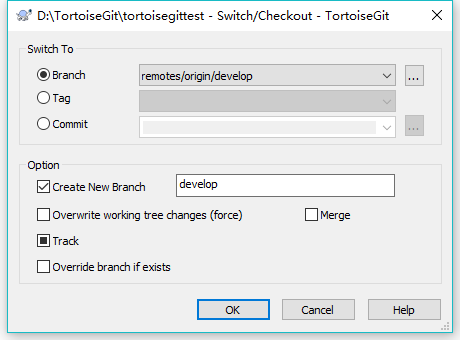 D:\TortoiseGit\tortoisegittest - Switch/Checkout - TortoiseGit
Switch To
Branch remotes/origin/develop ...
Tag
Commit ...
Option
Create New Branch develop
Overwrite working tree changes (force) Merge
Track
Override branch if exists
OK Cancel Help